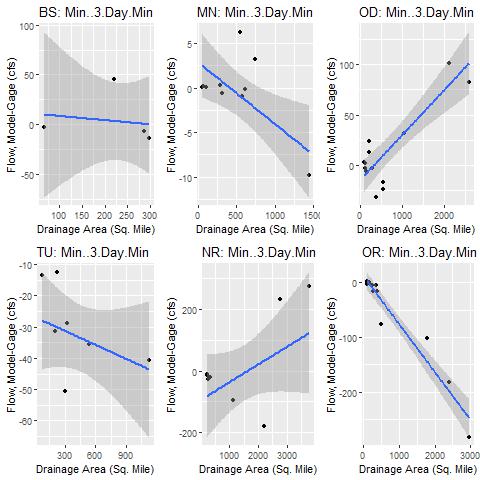 BS: Min..3.Day.Min
MN: Min..3.Day.Min
OD: Min..3.Day.Min
Flow, Model-Gage (cfs)
100
50
0
-50
100
150
200
250
300
Drainage Area (Sq. Mile)
Flow, Model-Gage (cfs)
5
0
-5
-10
0
500
1000
1500
Drainage Area (Sq. Mile)
Flow, Model-Gage (cfs)
100
50
0
0
1000
2000
Drainage Area (Sq. Mile)
TU: Min..3.Day.Min
NR: Min..3.Day.Min
OR: Min..3.Day.Min
Flow, Model-Gage (cfs)
-10
-20
-30
-40
-50
-60
300
600
900
Drainage Area (Sq. Mile)
Flow, Model-Gage (cfs)
200
0
-200
1000
2000
3000
Drainage Area (Sq. Mile)
Flow, Model-Gage (cfs)
0
-100
-200
0
1000
2000
3000
Drainage Area (Sq. Mile)